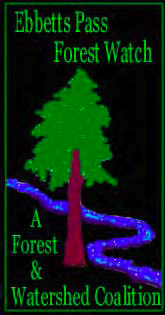 Ebbetts Pass
Forest Watch
A
Forest
&
Watershed Coalition